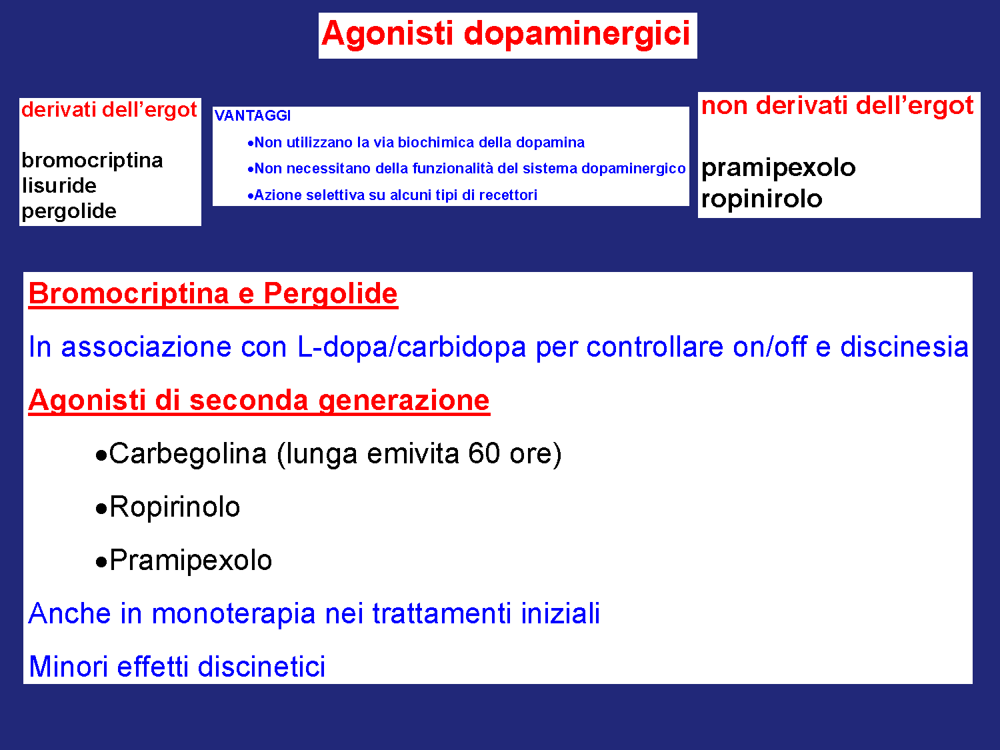 Agonisti dopaminergici
derivati dell’ergot
bromocriptina
lisuride
pergolide
VANTAGGI
•Non utilizzano la via biochimica della dopamina
•Non necessitano della funzionalità del sistema dopaminergico
•Azione selettiva su alcuni tipi di recettori
non derivati dell’ergot
pramipexolo
ropinirolo
Bromocriptina e Pergolide
In associazione con L-dopa/carbidopa per controllare on/off e discinesia
Agonisti di seconda generazione
•Carbegolina (lunga emivita 60 ore)
•Ropirinolo
•Pramipexolo
Anche in monoterapia nei trattamenti iniziali
Minori effetti discinetici